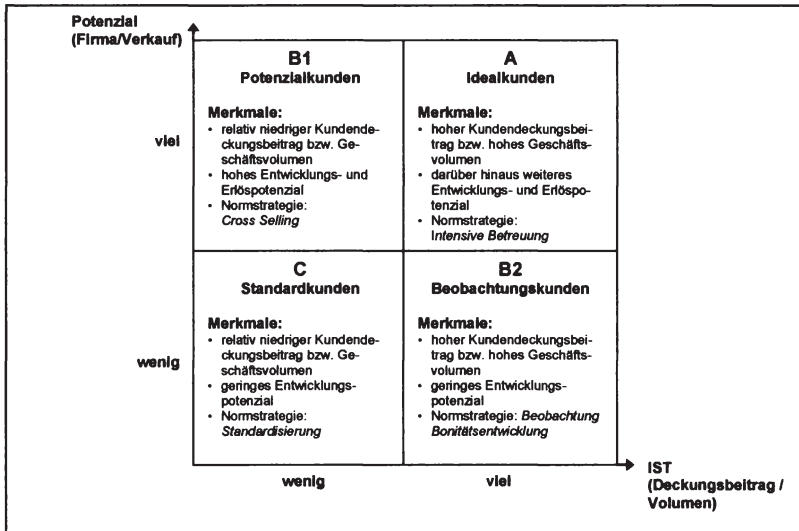 Potenzial
(Firma/Verkauf)
B1
Potenzialkunden
Merkmale:
• relativ niedriger Kundende-
ckungsbeitrag bzw. Ge-
schäftsvolumen
• hohes Entwicklungs- und
Erlöspotenzial
• Normstrategie:
Cross Selling
A
Idealkunden
Merkmale:
• hoher Kundendeckungsbei-
trag bzw. hohes Geschäfts-
volumen
• darüber hinaus weiteres
Entwicklungs- und Erlöspo-
tenzial
• Normstrategie:
Intensive Betreuung
viel
C
Standardkunden
Merkmale:
• relativ niedriger Kundende-
ckungsbeitrag bzw. Ge-
schäftsvolumen
• geringes Entwicklungs-
potenzial
• Normstrategie:
Standardisierung
B2
Beobachtungskunden
Merkmale:
• hoher Kundendeckungsbei-
trag bzw. hohes Geschäfts-
volumen
• geringes Entwicklungs-
potenzial
• Normstrategie: Beobachtung
Bonitätsentwicklung
wenig
wenig
viel
IST
(Deckungsbeitrag /
Volumen)